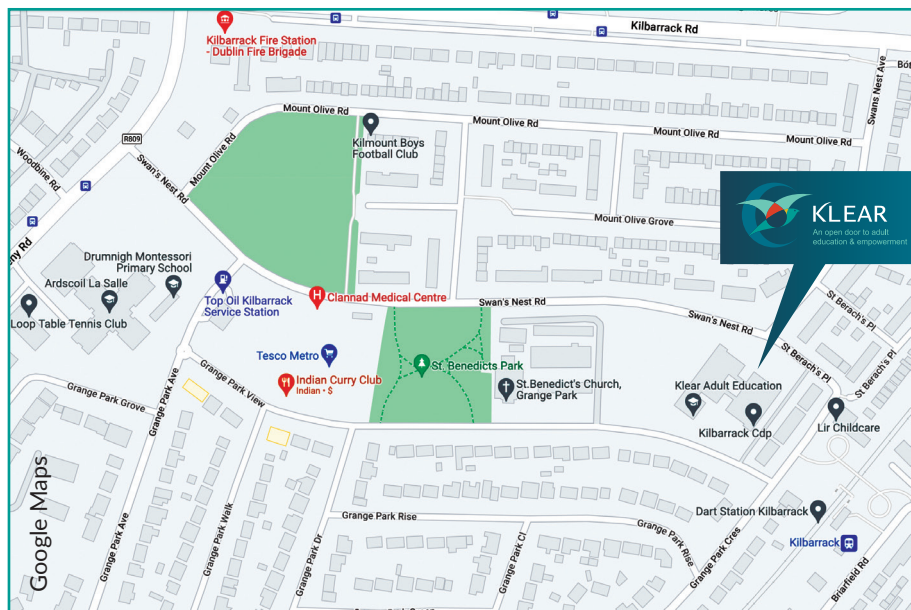 Kilbarrack Rd
Kilbarrack Fire Station
- Dublin Fire Brigade
Swans Nest Ave
Mount Olive Rd
Mount Olive Rd
Mount Olive Rd
Mount Olive Rd
Mount Olive Rd
Kilmount Boys
Football Club
R809
Woodbine Rd
Swan's Nest Rd
KLEAR
An open door to adult
education & empowerment
Mount Olive Grove
Drumnigh Montessori
Primary School
Ardscoil La Salle
Top Oil Kilbarrack
Service Station
Clannad Medical Centre
Swan's Nest Rd
Swan's Nest Rd
St Berach's Pl
St Berach's Pl
St Berach's Pl
Loop Table Tennis Club
Tesco Metro
Indian Curry Club
Indian • $
St. Benedicts Park
St.Benedict's Church,
Grange Park
Klear Adult Education
Kilbarrack Cdp
Lir Childcare
Grange Park Grove
Grange Park Ave
Grange Park View
Grange Park Ave
Grange Park Walk
Grange Park Dr
Grange Park Rise
Grange Park Cl
Grange Park Rise
Grange Park Cres
Dart Station Kilbarrack
Kilbarrack
Briarfield Rd
Google Maps